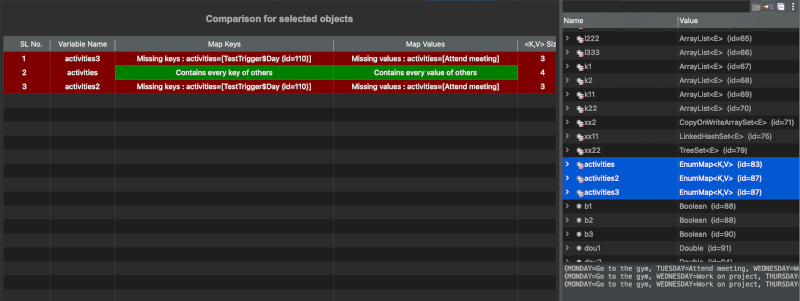 Comparison for selected objects
SL No. Variable Name Map Keys Map Values <K,V> Siz
1 activities3 Missing keys : activities=[TestTrigger$Day (id=110)] Missing values : activities=[Attend meeting] 3
2 activities Contains every key of others Contains every value of others 4
3 activities2 Missing keys : activities=[TestTrigger$Day (id=110)] Missing values : activities=[Attend meeting] 3
Name Value
l222 ArrayList<E> (id=65)
l333 ArrayList<E> (id=66)
k1 ArrayList<E> (id=67)
k2 ArrayList<E> (id=68)
k11 ArrayList<E> (id=69)
k22 ArrayList<E> (id=70)
xx2 CopyOnWriteArraySet<E> (id=71)
xx11 LinkedHashSet<E> (id=75)
xx22 TreeSet<E> (id=79)
activities EnumMap<K,V> (id=83)
activities2 EnumMap<K,V> (id=87)
activities3 EnumMap<K,V> (id=87)
b1 Boolean (id=88)
b2 Boolean (id=88)
b3 Boolean (id=90)
dou1 Double (id=91)
dou2 Double (id=94)
{MONDAY=Go to the gym, TUESDAY=Attend meeting, WEDNESDAY=W
{MONDAY=Go to the gym, WEDNESDAY=Work on project, THURSDAY
{MONDAY=Go to the gym, WEDNESDAY=Work on project, THURSDAY